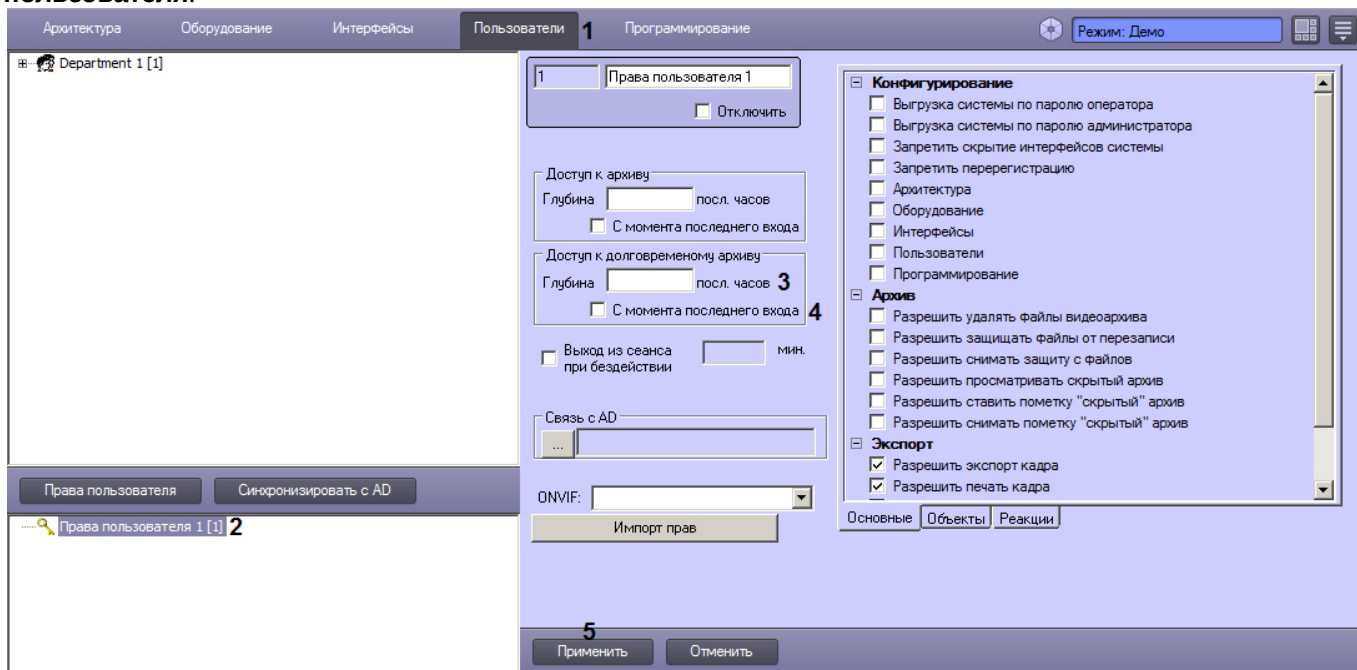 пользователя.
Архитектура Оборудование Интерфейсы Пользователи 1 Программирование Режим: Демо
Department 1 [1]
1 Права пользователя 1
Отключить
Доступ к архиву
Глубина посл. часов
С момента последнего входа
Доступ к долговременому архиву
Глубина посл. часов 3
С момента последнего входа 4
Выход из сеанса при бездействии мин.
Связь с AD
...
ONVIF:
Импорт прав
Конфигурирование
Выгрузка системы по паролю оператора
Выгрузка системы по паролю администратора
Запретить скрытие интерфейсов системы
Запретить перерегистрацию
Архитектура
Оборудование
Интерфейсы
Пользователи
Программирование
Архив
Разрешить удалять файлы видеоархива
Разрешить защищать файлы от перезаписи
Разрешить снимать защиту с файлов
Разрешить просматривать скрытый архив
Разрешить ставить пометку "скрытый" архив
Разрешить снимать пометку "скрытый" архив
Экспорт
Разрешить экспорт кадра
Разрешить печать кадра
Основные Объекты Реакции
Права пользователя Синхронизировать с AD
Права пользователя 1 [1] 2
5
Применить Отменить